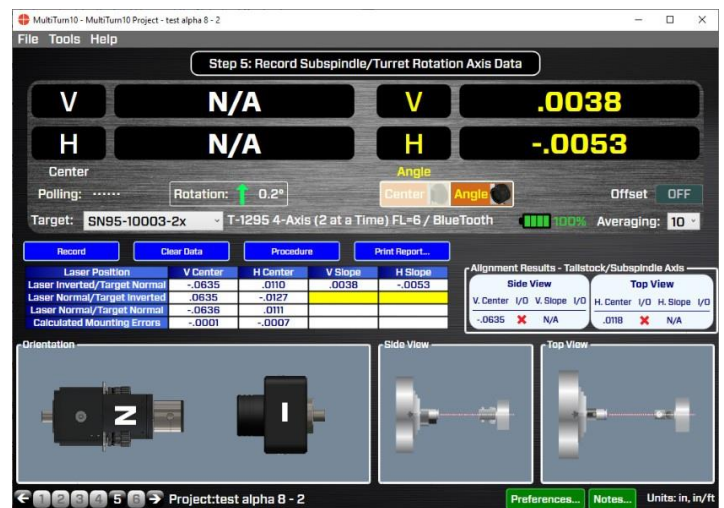 MultiTurn10 - MultiTurn10 Project - test alpha 8 - 2
File Tools Help
Step 5: Record Subspindle/Turret Rotation Axis Data
V N/A V .0038
H N/A H -.0053
Center Angle
Polling: ······ Rotation: 0.2° Center Angle Offset OFF
Target: SN95-10003-2x T-1295 4-Axis (2 at a Time) FL=6 / BlueTooth 100% Averaging: 10
Record Clear Data Procedure Print Report...
Laser Position V Center H Center V Slope H Slope
Laser Inverted/Target Normal -.0635 .0110 .0038 -.0053
Laser Normal/Target Inverted .0635 -.0127
Laser Normal/Target Normal -.0636 .0111
Calculated Mounting Errors -.0001 -.0007
Alignment Results - Tailstock/Subspindle Axis
Side View Top View
V. Center I/O V. Slope I/O H. Center I/O H. Slope I/O
-.0635 N/A .0118 N/A
Orientation Side View Top View
N I
1 2 3 4 5 6 Project:test alpha 8 - 2 Preferences... Notes... Units: in, in/ft